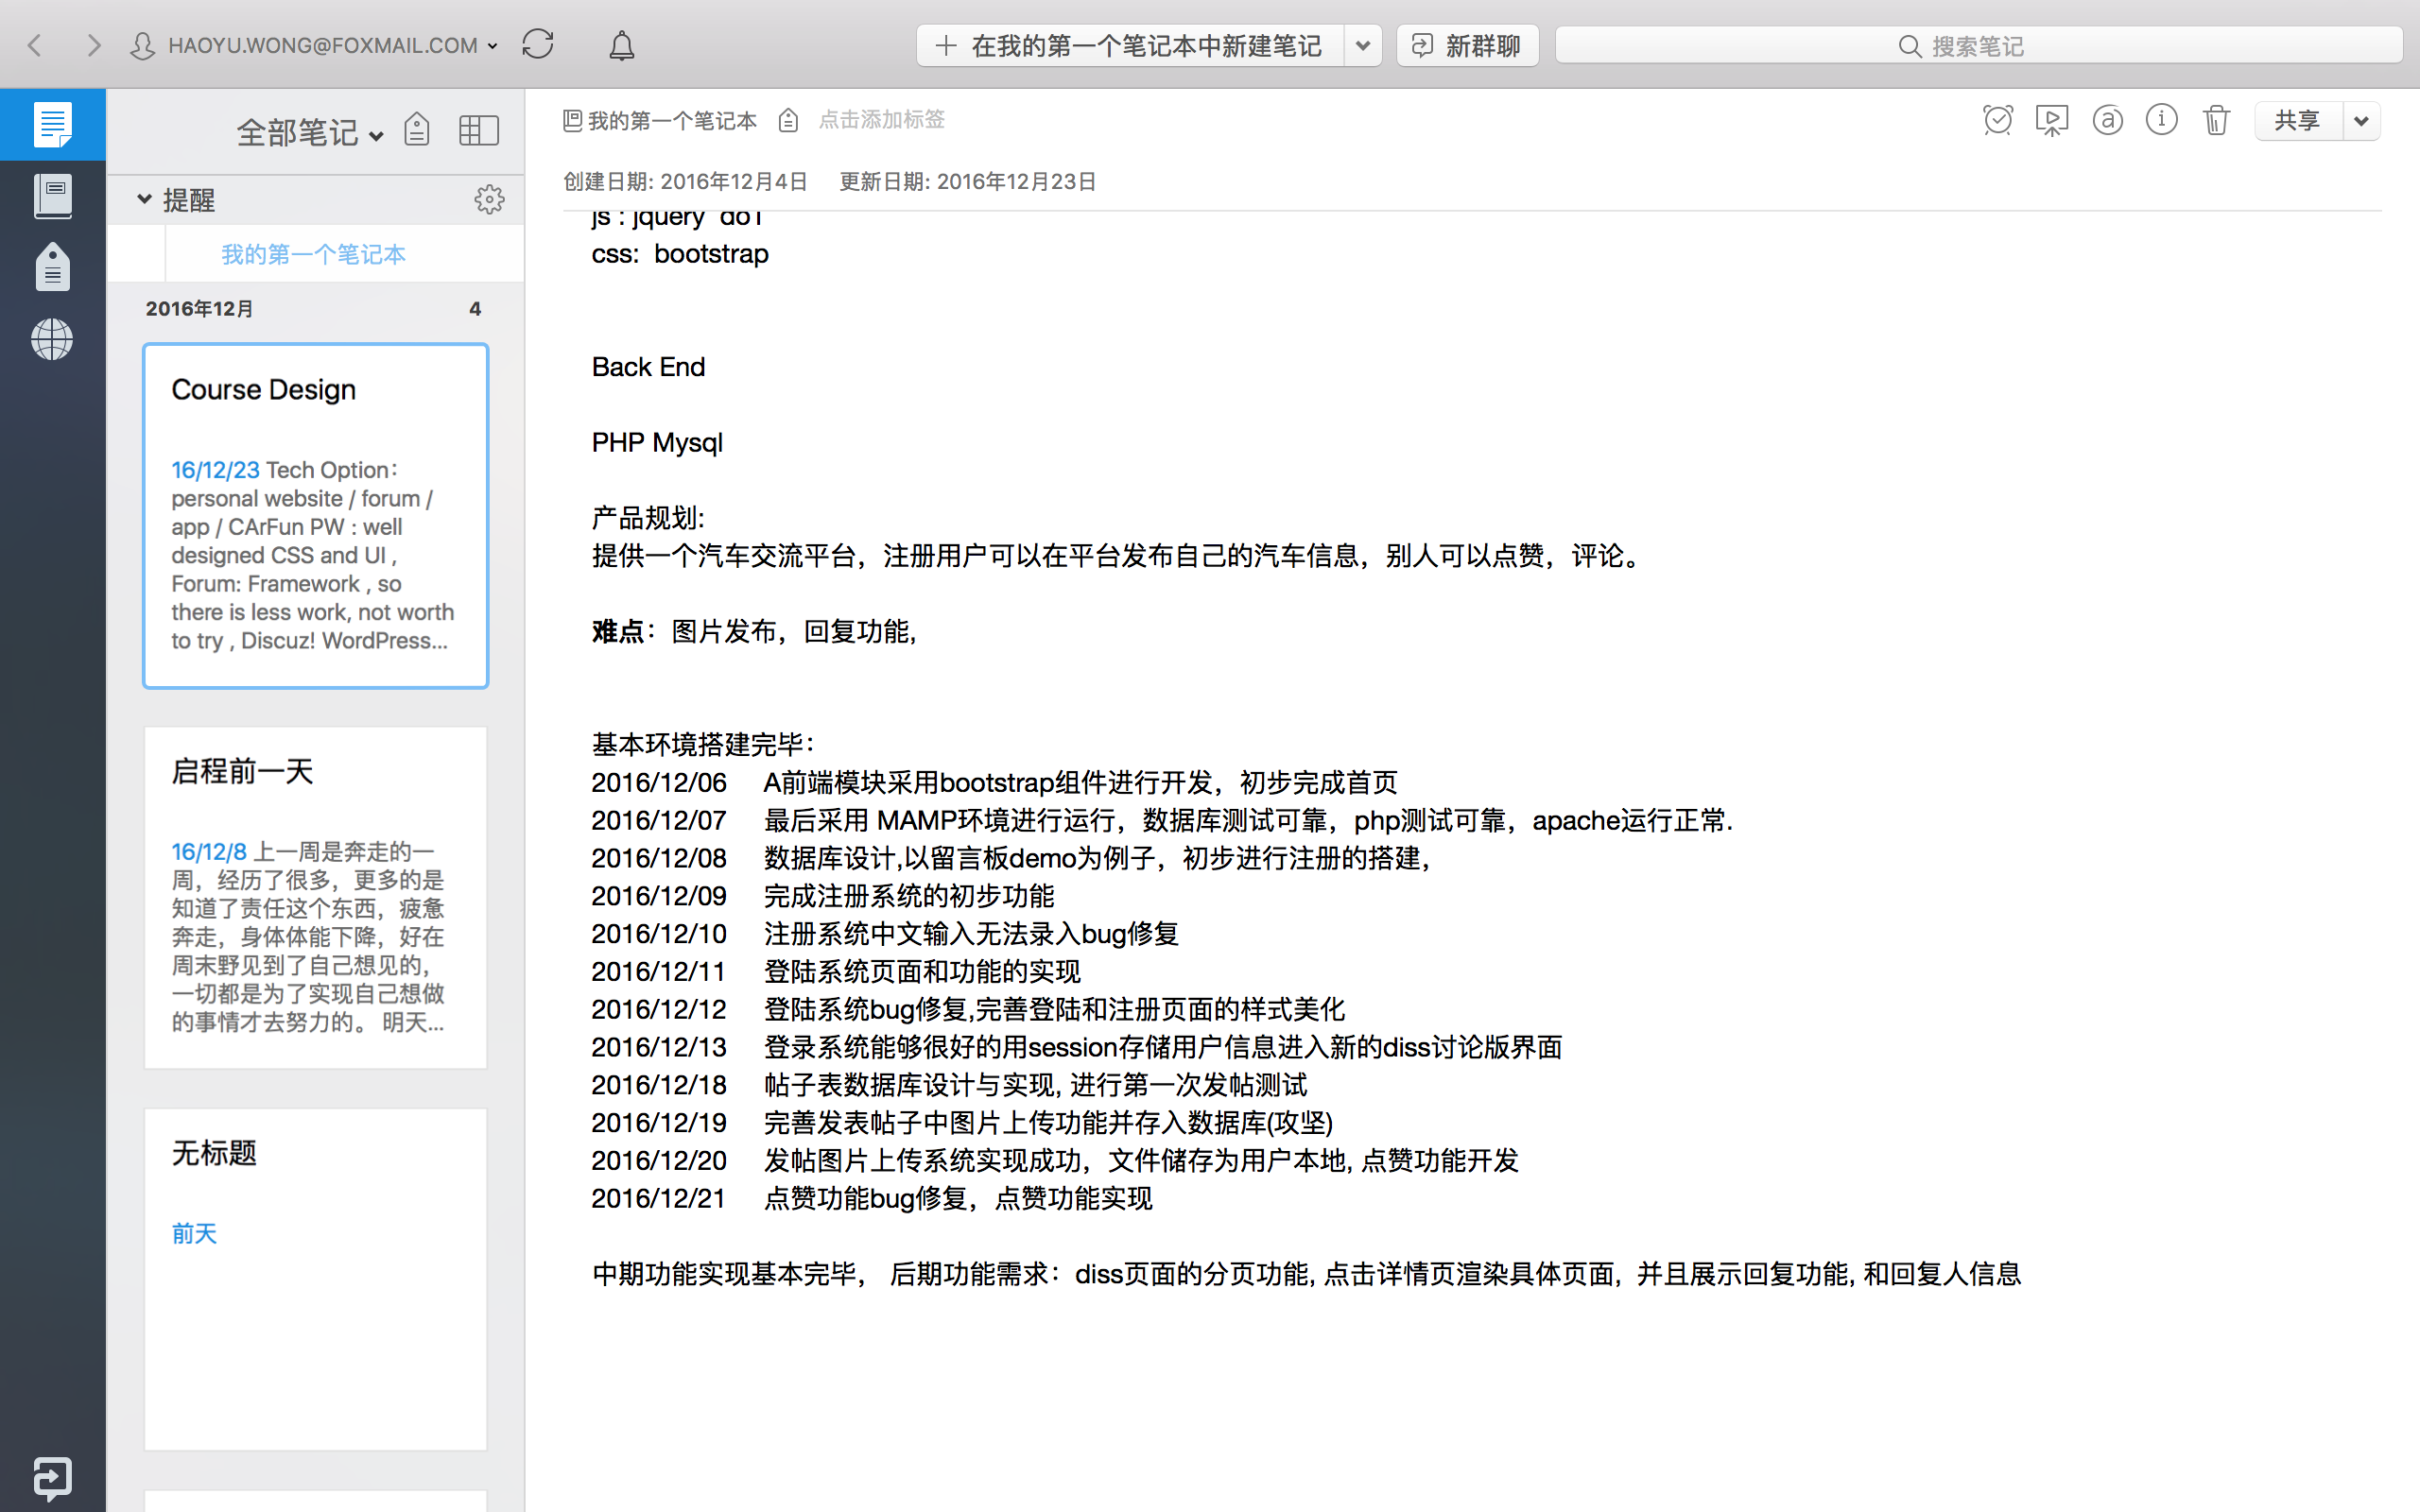 HAOYU.WONG@FOXMAIL.COM
在我的第一个笔记本中新建笔记
新群聊
搜索笔记
全部笔记
提醒
我的第一个笔记本
2016年12月 4
Course Design
16/12/23 Tech Option：
personal website / forum /
app / CArFun PW : well
designed CSS and UI ,
Forum: Framework , so
there is less work, not worth
to try , Discuz! WordPress...
启程前一天
16/12/8 上一周是奔走的一
周，经历了很多，更多的是
知道了责任这个东西，疲惫
奔走，身体体能下降，好在
周末野见到了自己想见的，
一切都是为了实现自己想做
的事情才去努力的。 明天...
无标题
前天
我的第一个笔记本 点击添加标签
共享
创建日期: 2016年12月4日 更新日期: 2016年12月23日
js : jquery doT
css: bootstrap
Back End
PHP Mysql
产品规划:
提供一个汽车交流平台，注册用户可以在平台发布自己的汽车信息，别人可以点赞，评论。
难点：图片发布，回复功能,
基本环境搭建完毕：
2016/12/06 A前端模块采用bootstrap组件进行开发，初步完成首页
2016/12/07 最后采用 MAMP环境进行运行，数据库测试可靠，php测试可靠，apache运行正常.
2016/12/08 数据库设计,以留言板demo为例子，初步进行注册的搭建，
2016/12/09 完成注册系统的初步功能
2016/12/10 注册系统中文输入无法录入bug修复
2016/12/11 登陆系统页面和功能的实现
2016/12/12 登陆系统bug修复,完善登陆和注册页面的样式美化
2016/12/13 登录系统能够很好的用session存储用户信息进入新的diss讨论版界面
2016/12/18 帖子表数据库设计与实现, 进行第一次发帖测试
2016/12/19 完善发表帖子中图片上传功能并存入数据库(攻坚)
2016/12/20 发帖图片上传系统实现成功，文件储存为用户本地, 点赞功能开发
2016/12/21 点赞功能bug修复，点赞功能实现
中期功能实现基本完毕， 后期功能需求：diss页面的分页功能, 点击详情页渲染具体页面，并且展示回复功能, 和回复人信息